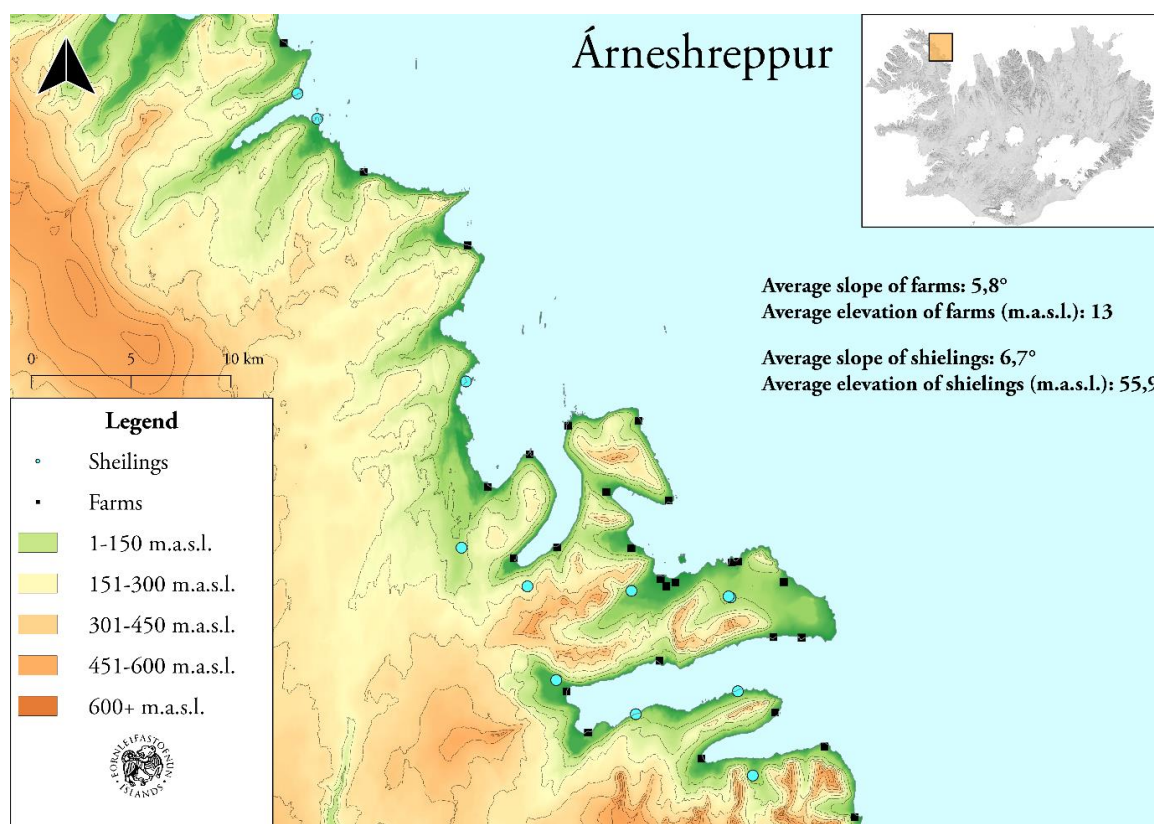 Árneshreppur
Average slope of farms: 5,8°
Average elevation of farms (m.a.s.l.): 13
Average slope of shielings: 6,7°
Average elevation of shielings (m.a.s.l.): 55,9
0 5 10 km
Legend
Sheilings
Farms
1-150 m.a.s.l.
151-300 m.a.s.l.
301-450 m.a.s.l.
451-600 m.a.s.l.
600+ m.a.s.l.
FORNLEIFASTOFNUN
ÍSLANDS